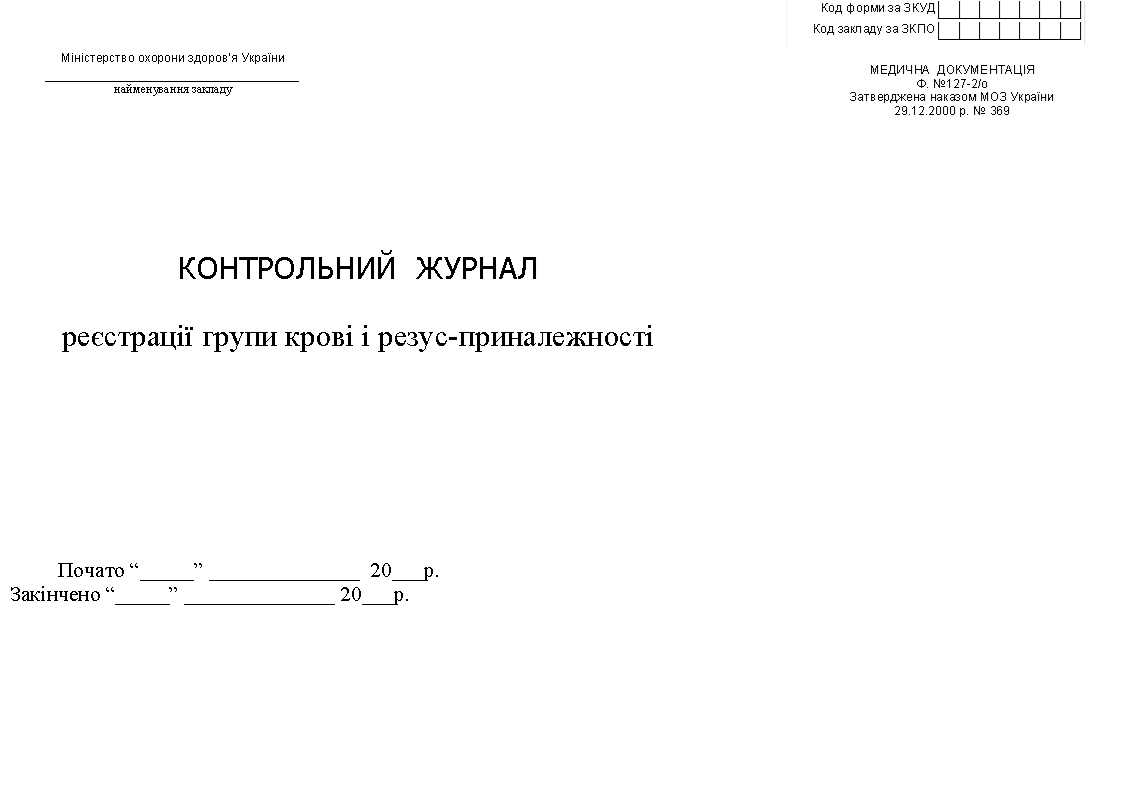 Код форми за ЗКУД
Код закладу за ЗКПО
Міністерство охорони здоров'я України
найменування закладу
МЕДИЧНА ДОКУМЕНТАЦІЯ
Ф. №127-2/о
Затверджена наказом МОЗ України
29.12.2000 р. № 369
КОНТРОЛЬНИЙ ЖУРНАЛ
реєстрації групи крові і резус-приналежності
Почато “_____” ______________ 20___р.
Закінчено “_____” ______________ 20___р.